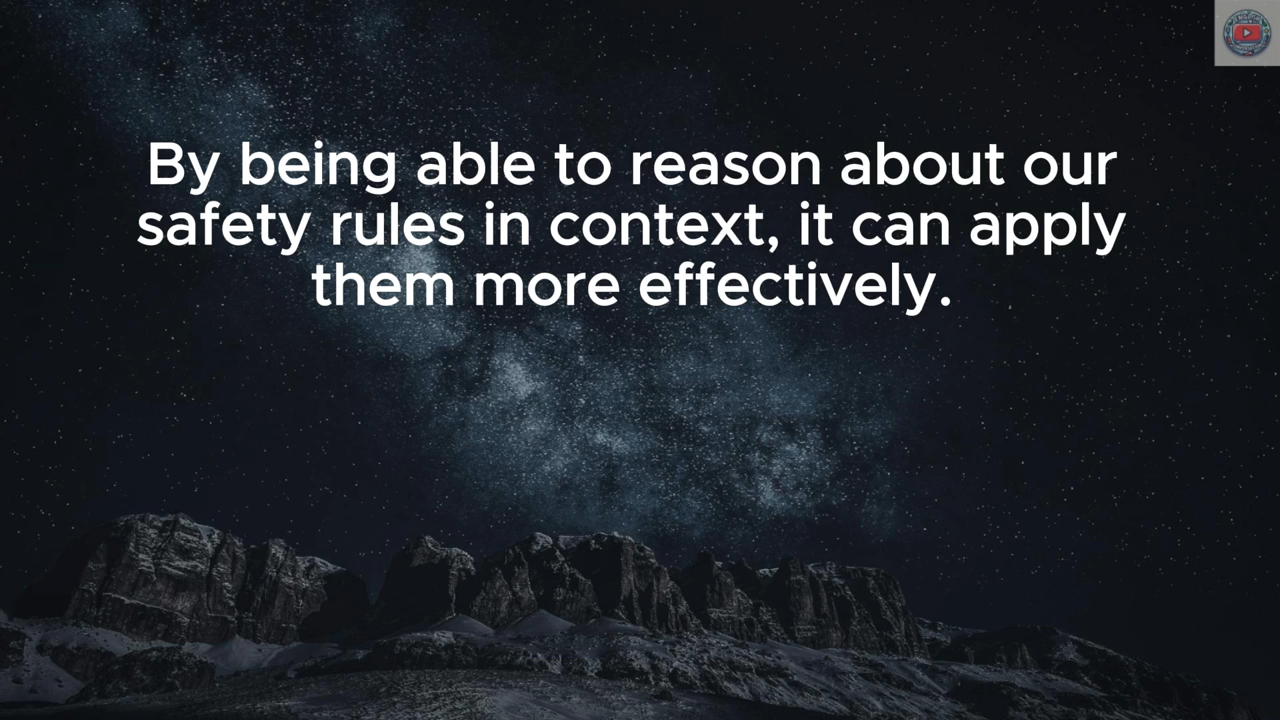 By being able to reason about our
safety rules in context, it can apply
them more effectively.